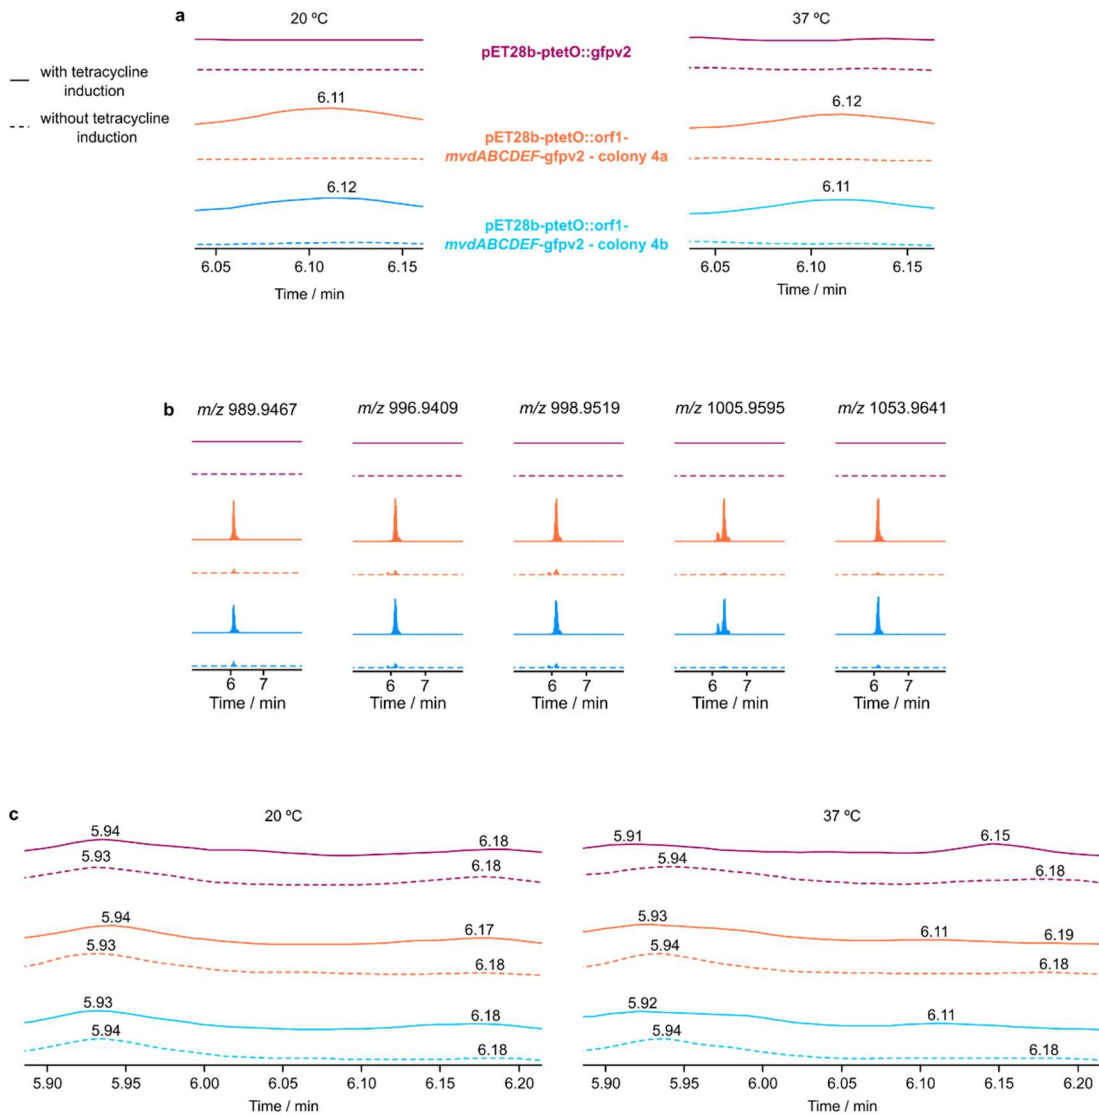 a
20 ºC
37 ºC
with tetracycline
induction
without tetracycline
induction
pET28b-ptetO::gfpv2
pET28b-ptetO::orf1-
mvdABCDEF-gfpv2 - colony 4a
pET28b-ptetO::orf1-
mvdABCDEF-gfpv2 - colony 4b
6.11
6.12
6.12
6.11
6.05 6.10 6.15
Time / min
6.05 6.10 6.15
Time / min
b
m/z 989.9467
m/z 996.9409
m/z 998.9519
m/z 1005.9595
m/z 1053.9641
6 7
Time / min
6 7
Time / min
6 7
Time / min
6 7
Time / min
6 7
Time / min
c
20 ºC
5.94 6.18
5.93 6.18
5.94 6.17
5.93 6.18
5.93 6.18
5.94 6.18
5.90 5.95 6.00 6.05 6.10 6.15 6.20
Time / min
37 ºC
5.91 6.15
5.94 6.18
5.93 6.11 6.19
5.94 6.18
5.92 6.11
5.94 6.18
5.90 5.95 6.00 6.05 6.10 6.15 6.20
Time / min